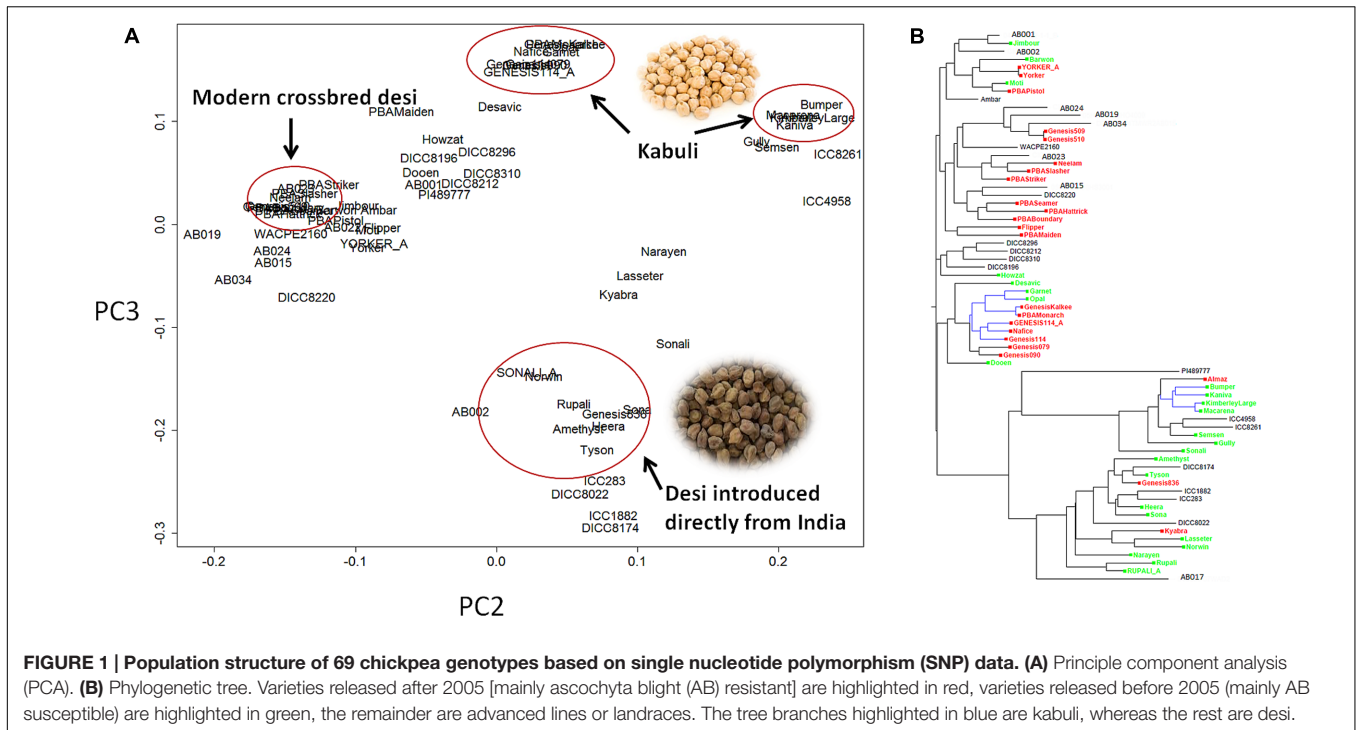 A
Modern crossbred desi
Kabuli
Desi introduced
directly from India
PC3
PC2
0.1
0.0
-0.1
-0.2
-0.3
-0.2
-0.1
0.0
0.1
0.2
Nafice
Garnet
GENESIS114_A
Desavic
PBAMaiden
Howzat
DICC8196
DICC8296
Dooen
DICC8310
AB001
DICC8212
PI489777
Bumper
KimberleyLarge
Kaniva
Gully
Semsen
ICC8261
ICC4958
PBAStriker
PBASlasher
Neelam
Jimbour
Ambar
PBAPistol
Flipper
WACPE2160
YORKER_A
Yorker
AB019
AB024
AB015
AB034
DICC8220
Narayen
Lasseter
Kyabra
Sonali
SONALI_A
Norwin
Rupali
Sona
AB002
Genesis836
Heera
Amethyst
Tyson
ICC283
DICC8022
ICC1882
DICC8174
B
AB001
Jimbour
AB002
Barwon
YORKER_A
Yorker
Moti
PBAPistol
Ambar
AB024
AB019
AB034
Genesis509
Genesis510
WACPE2160
AB023
Neelam
PBASlasher
PBAStriker
AB015
DICC8220
PBASeamer
PBAHattrick
PBABoundary
Flipper
PBAMaiden
DICC8296
DICC8212
DICC8310
DICC8196
Howzat
Desavic
Garnet
Opal
GenesisKalkee
PBAMonarch
GENESIS114_A
Nafice
Genesis114
Genesis079
Genesis090
Dooen
PI489777
Almaz
Bumper
Kaniva
KimberleyLarge
Macarena
ICC4958
ICC8261
Semsen
Gully
Sonali
Amethyst
DICC8174
Tyson
Genesis836
ICC1882
ICC283
Heera
Sona
DICC8022
Kyabra
Lasseter
Norwin
Narayen
Rupali
RUPALI_A
AB017
FIGURE 1 | Population structure of 69 chickpea genotypes based on single nucleotide polymorphism (SNP) data. (A) Principle component analysis
(PCA). (B) Phylogenetic tree. Varieties released after 2005 [mainly ascochyta blight (AB) resistant] are highlighted in red, varieties released before 2005 (mainly AB
susceptible) are highlighted in green, the remainder are advanced lines or landraces. The tree branches highlighted in blue are kabuli, whereas the rest are desi.